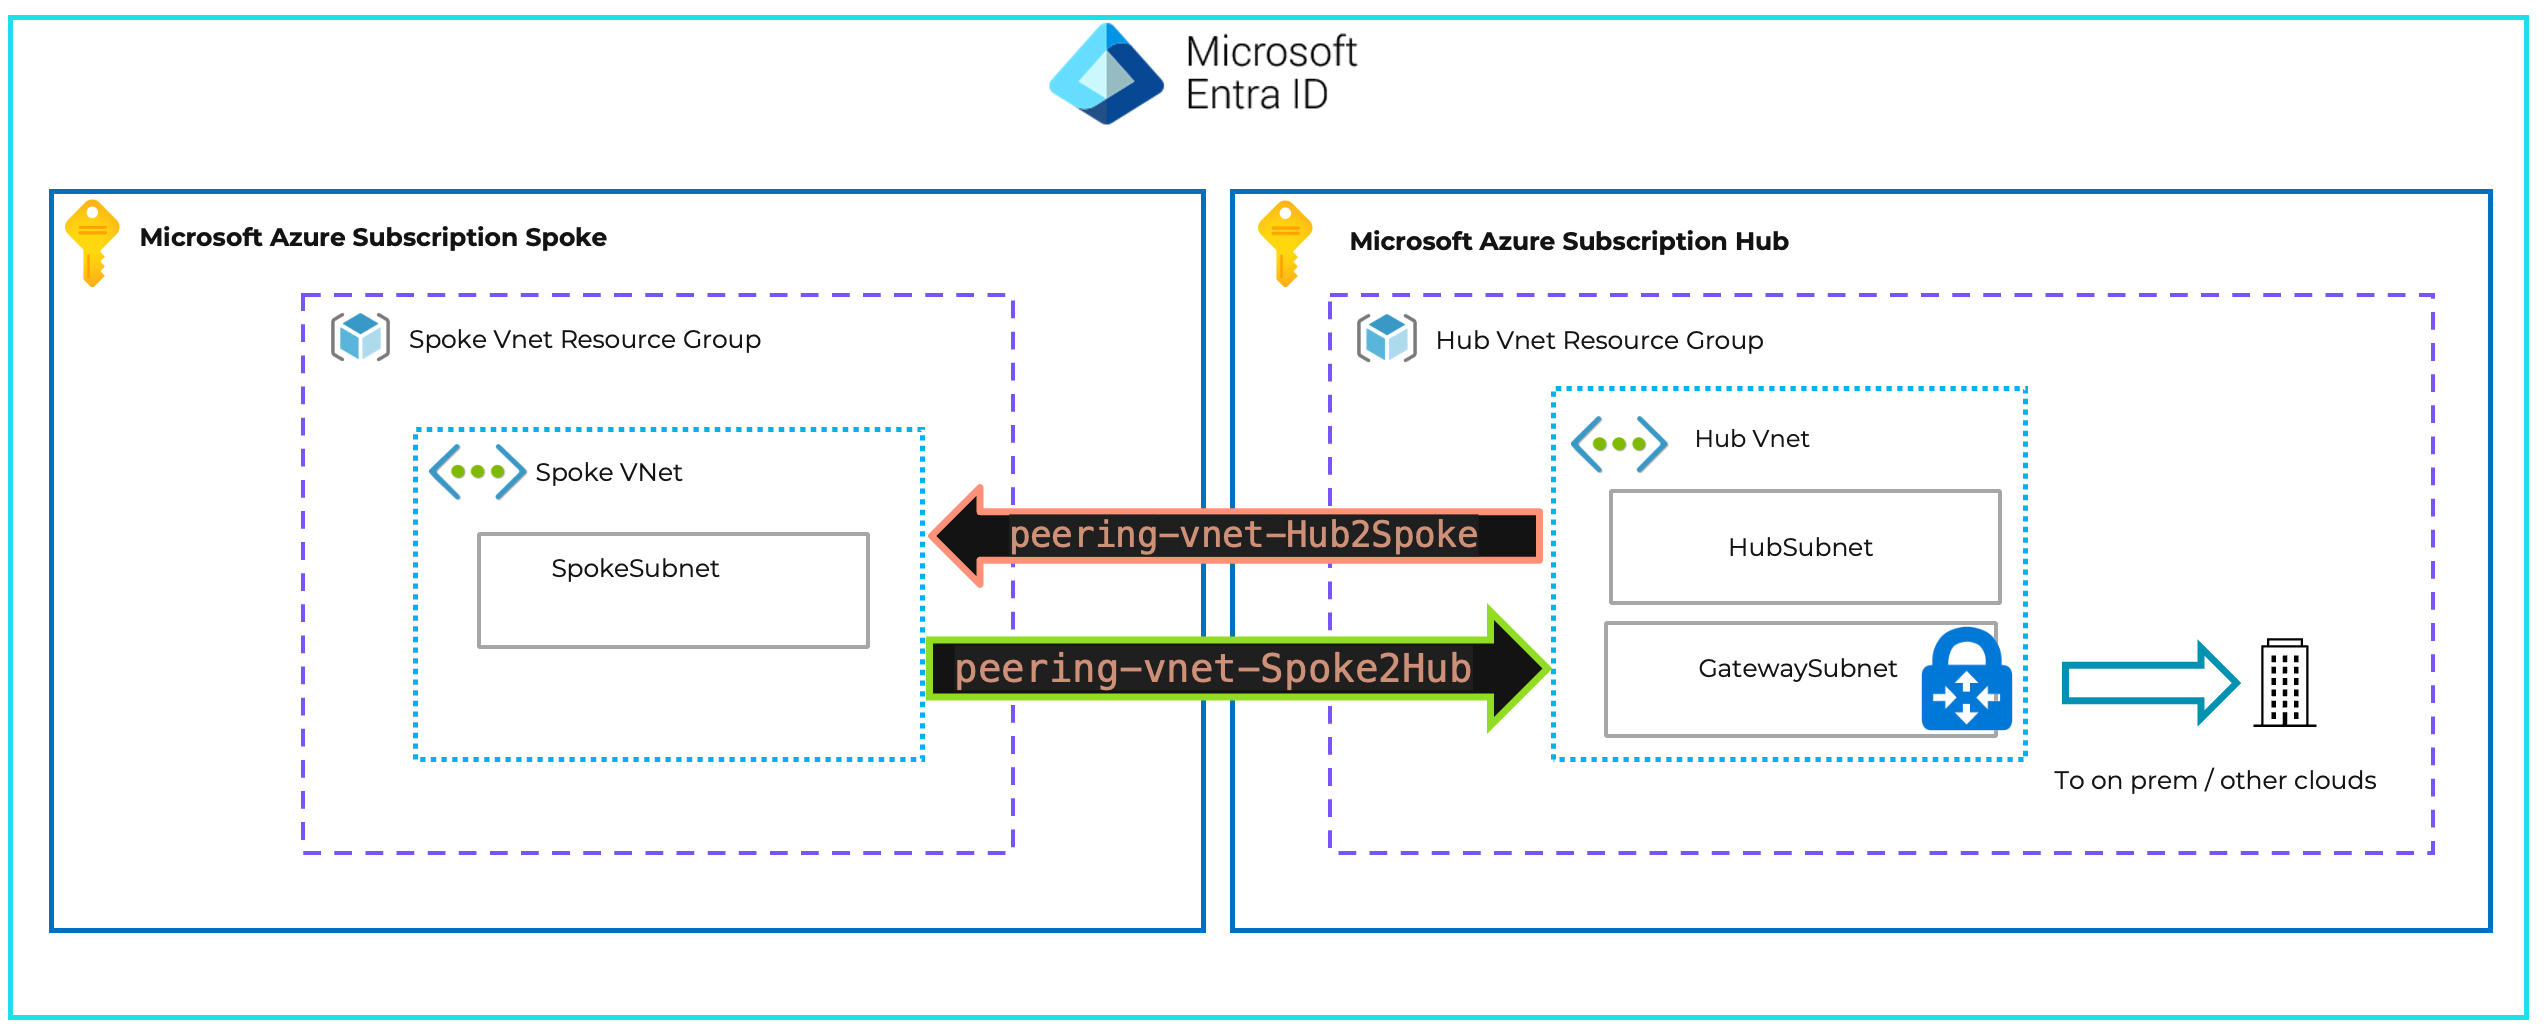 Microsoft
Entra ID
Microsoft Azure Subscription Spoke
Microsoft Azure Subscription Hub
Spoke Vnet Resource Group
Hub Vnet Resource Group
Spoke VNet
Hub Vnet
SpokeSubnet
HubSubnet
peering-vnet-Hub2Spoke
peering-vnet-Spoke2Hub
GatewaySubnet
To on prem / other clouds